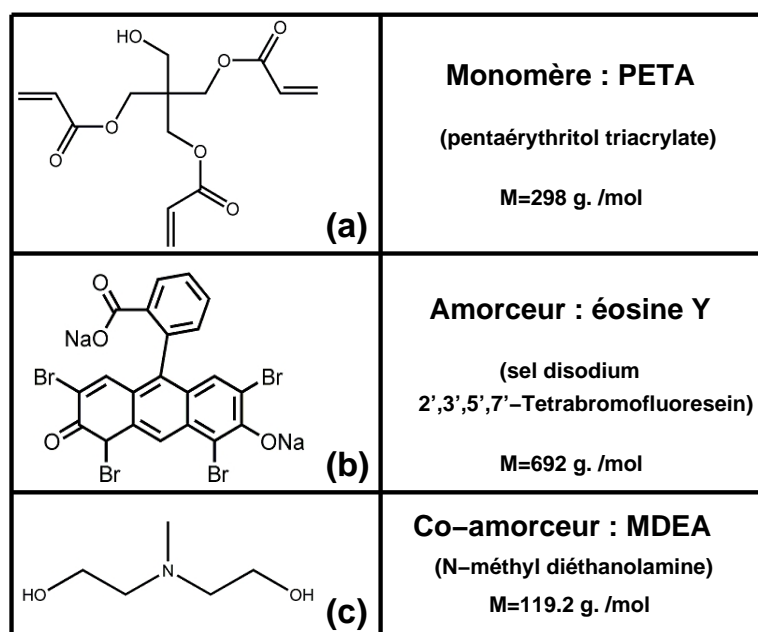 HO
O
O
O
O
O
O
(a)
Monomère : PETA
(pentaérythritol triacrylate)
M=298 g. /mol
O
NaO
Br
Br
O
ONa
Br
Br
(b)
Amorceur : éosine Y
(sel disodium
2’,3’,5’,7’–Tetrabromofluoresein)
M=692 g. /mol
N
HO
OH
(c)
Co–amorceur : MDEA
(N–méthyl diéthanolamine)
M=119.2 g. /mol